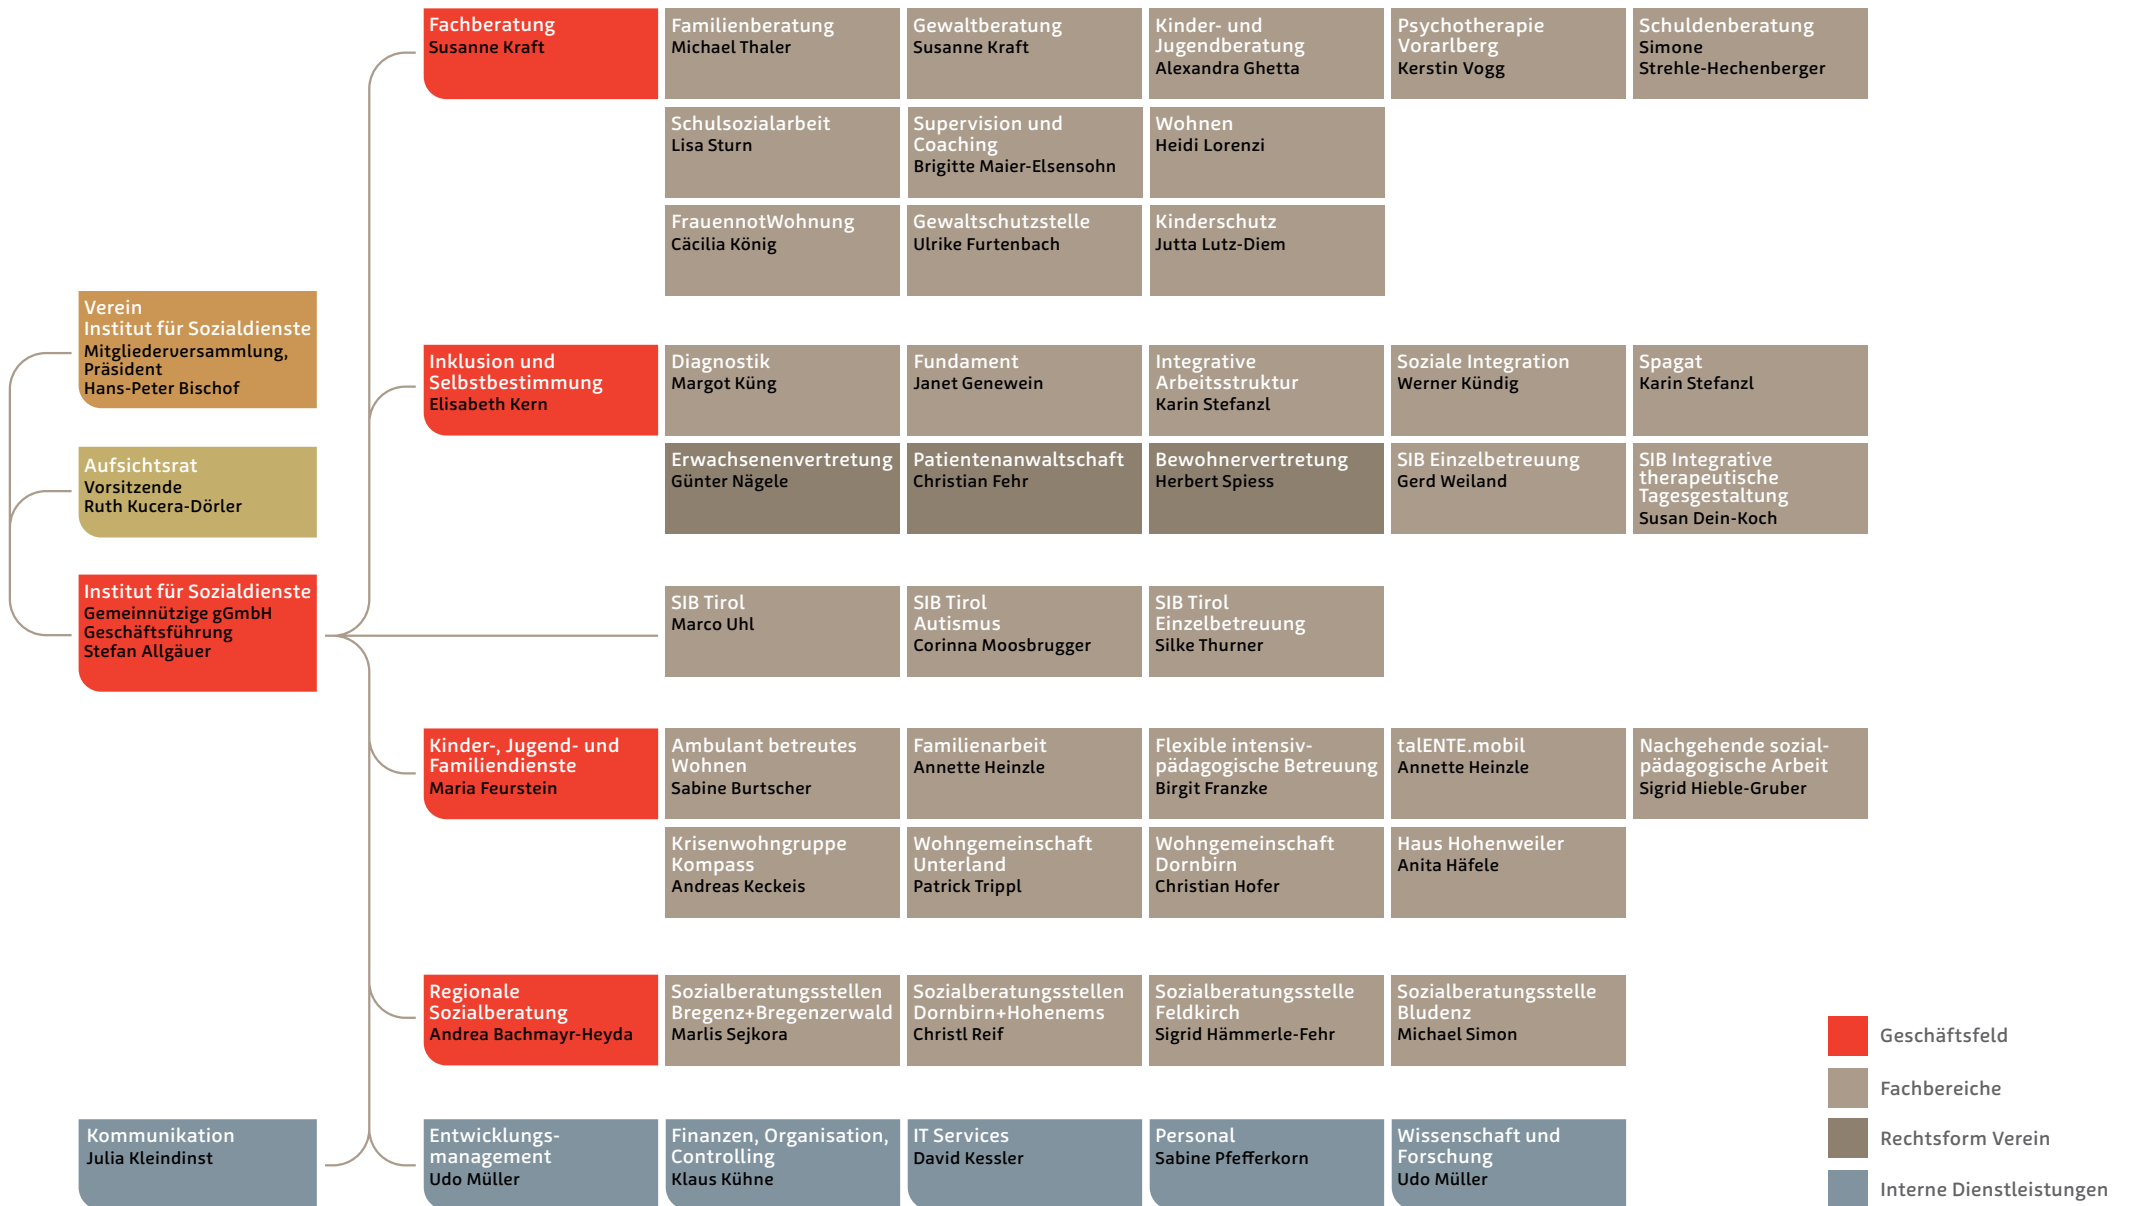 Fachberatung
Susanne Kraft
Familienberatung
Michael Thaler
Gewaltberatung
Susanne Kraft
Kinder- und
Jugendberatung
Alexandra Ghetta
Psychotherapie
Vorarlberg
Kerstin Vogg
Schuldenberatung
Simone
Strehle-Hechenberger
Schulsozialarbeit
Lisa Sturn
Supervision und
Coaching
Brigitte Maier-Elsensohn
Wohnen
Heidi Lorenzi
FrauennotWohnung
Cäcilia König
Gewaltschutzstelle
Ulrike Furtenbach
Kinderschutz
Jutta Lutz-Diem
Verein
Institut für Sozialdienste
Mitgliederversammlung,
Präsident
Hans-Peter Bischof
Inklusion und
Selbstbestimmung
Elisabeth Kern
Diagnostik
Margot Küng
Fundament
Janet Genewein
Integrative
Arbeitsstruktur
Karin Stefanzl
Soziale Integration
Werner Kündig
Spagat
Karin Stefanzl
Aufsichtsrat
Vorsitzende
Ruth Kucera-Dörler
Erwachsenenvertretung
Günter Nägele
Patientenanwaltschaft
Christian Fehr
Bewohnervertretung
Herbert Spiess
SIB Einzelbetreuung
Gerd Weiland
SIB Integrative
therapeutische
Tagesgestaltung
Susan Dein-Koch
Institut für Sozialdienste
Gemeinnützige gGmbH
Geschäftsführung
Stefan Allgäuer
SIB Tirol
Marco Uhl
SIB Tirol
Autismus
Corinna Moosbrugger
SIB Tirol
Einzelbetreuung
Silke Thurner
Kinder-, Jugend- und
Familiendienste
Maria Feurstein
Ambulant betreutes
Wohnen
Sabine Burtscher
Familienarbeit
Annette Heinzle
Flexible intensiv-
pädagogische Betreuung
Birgit Franzke
talENTE.mobil
Annette Heinzle
Nachgehende sozial-
pädagogische Arbeit
Sigrid Hieble-Gruber
Krisenwohngruppe
Kompass
Andreas Keckeis
Wohngemeinschaft
Unterland
Patrick Trippl
Wohngemeinschaft
Dornbirn
Christian Hofer
Haus Hohenweiler
Anita Häfele
Regionale
Sozialberatung
Andrea Bachmayr-Heyda
Sozialberatungsstellen
Bregenz+Bregenzerwald
Marlis Sejkora
Sozialberatungsstellen
Dornbirn+Hohenems
Christl Reif
Sozialberatungsstelle
Feldkirch
Sigrid Hämmerle-Fehr
Sozialberatungsstelle
Bludenz
Michael Simon
Kommunikation
Julia Kleindinst
Entwicklungs-
management
Udo Müller
Finanzen, Organisation,
Controlling
Klaus Kühne
IT Services
David Kessler
Personal
Sabine Pfefferkorn
Wissenschaft und
Forschung
Udo Müller
Geschäftsfeld
Fachbereiche
Rechtsform Verein
Interne Dienstleistungen